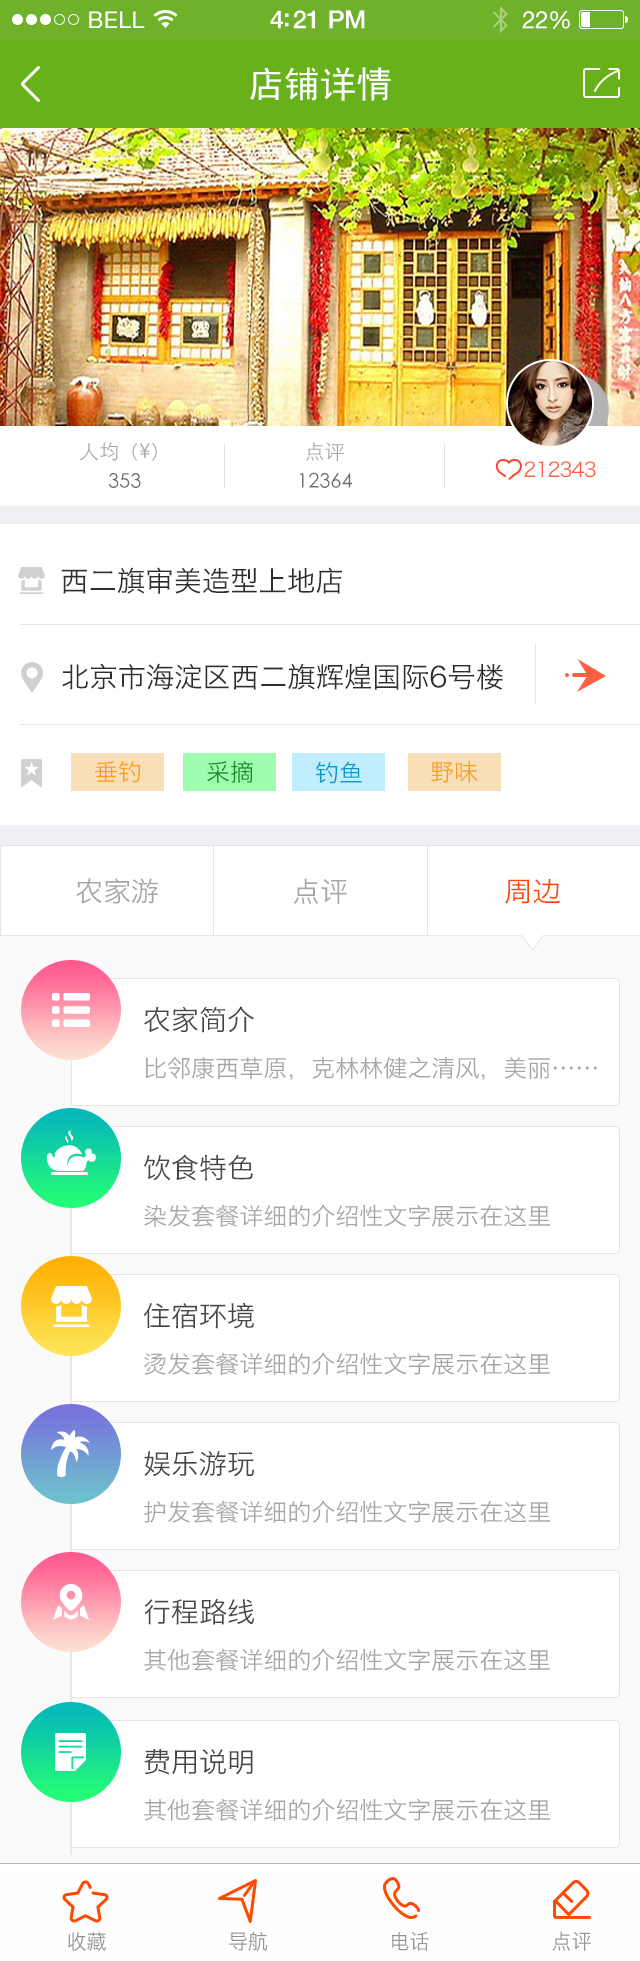 BELL 4:21 PM 22%
店铺详情
人均（¥） 点评
353 12364 212343
西二旗审美造型上地店
北京市海淀区西二旗辉煌国际6号楼
垂钓 采摘 钓鱼 野味
农家游 点评 周边
农家简介
比邻康西草原，克林林健之清风，美丽……
饮食特色
染发套餐详细的介绍性文字展示在这里
住宿环境
烫发套餐详细的介绍性文字展示在这里
娱乐游玩
护发套餐详细的介绍性文字展示在这里
行程路线
其他套餐详细的介绍性文字展示在这里
费用说明
其他套餐详细的介绍性文字展示在这里
收藏 导航 电话 点评